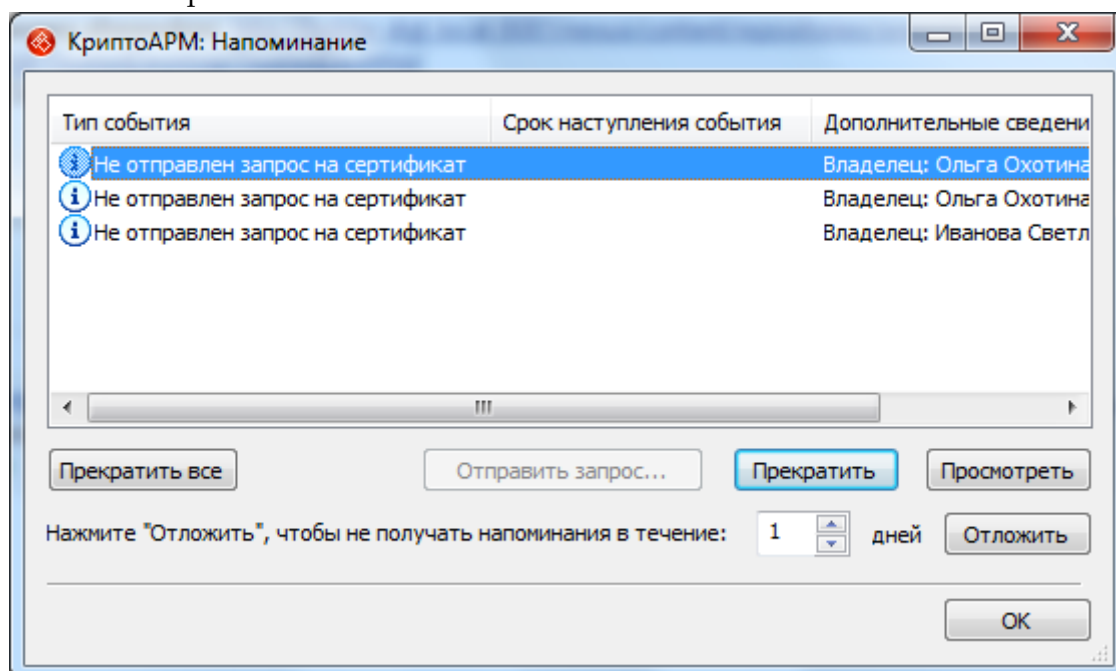 КриптоАРМ: Напоминание
Тип события Срок наступления события Дополнительные сведени
Не отправлен запрос на сертификат Владелец: Ольга Охотина
Не отправлен запрос на сертификат Владелец: Ольга Охотина
Не отправлен запрос на сертификат Владелец: Иванова Светл
Прекратить все Отправить запрос... Прекратить Просмотреть
Нажмите "Отложить", чтобы не получать напоминания в течение: 1 дней Отложить
OK